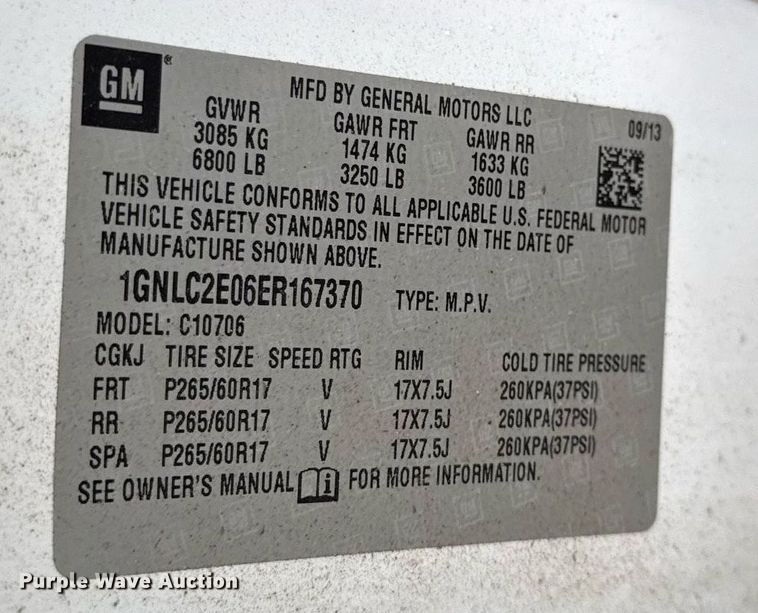 GM
MFD BY GENERAL MOTORS LLC
09/13
GVWR GAWR FRT GAWR RR
3085 KG 1474 KG 1633 KG
6800 LB 3250 LB 3600 LB
THIS VEHICLE CONFORMS TO ALL APPLICABLE U.S. FEDERAL MOTOR
VEHICLE SAFETY STANDARDS IN EFFECT ON THE DATE OF
MANUFACTURE SHOWN ABOVE.
1GNLC2E06ER167370 TYPE: M.P.V.
MODEL: C10706
CGKJ TIRE SIZE SPEED RTG RIM COLD TIRE PRESSURE
FRT P265/60R17 V 17X7.5J 260KPA(37PSI)
RR P265/60R17 V 17X7.5J 260KPA(37PSI)
SPA P265/60R17 V 17X7.5J 260KPA(37PSI)
SEE OWNER'S MANUAL i FOR MORE INFORMATION.
Purple Wave Auction